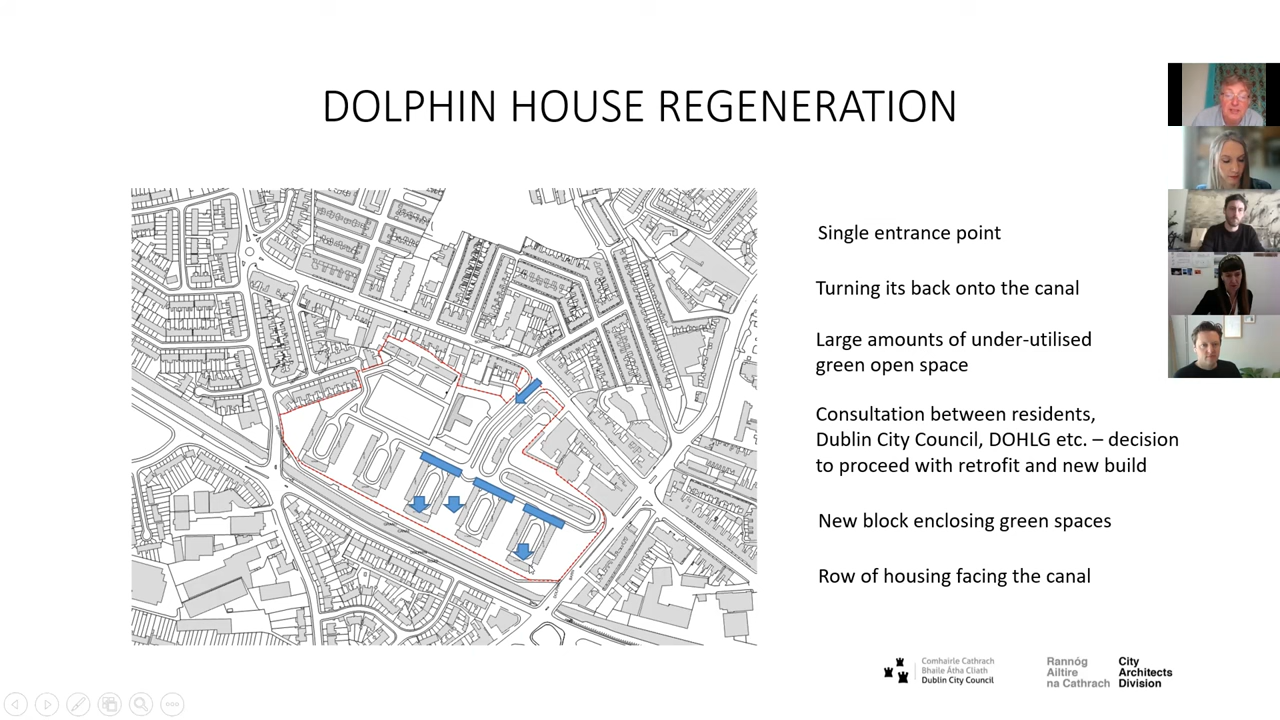 DOLPHIN HOUSE REGENERATION
Single entrance point
Turning its back onto the canal
Large amounts of under-utilised
green open space
Consultation between residents,
Dublin City Council, DOHLG etc. – decision
to proceed with retrofit and new build
New block enclosing green spaces
Row of housing facing the canal
Comhairle Cathrach
Bhaile Átha Cliath
Dublin City Council
Rannóg
Ailtire
na Cathrach
City
Architects
Division